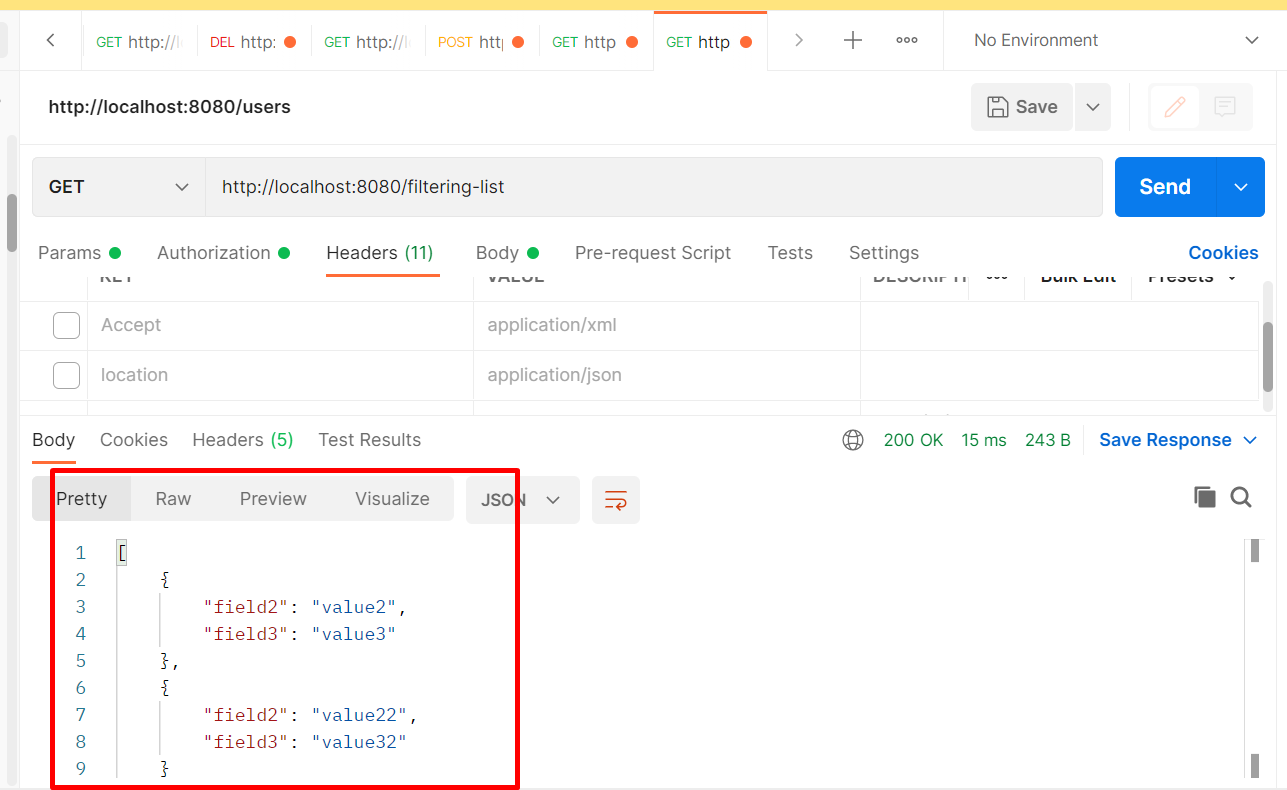 GET http://l DEL http: GET http://l POST http GET http GET http No Environment
http://localhost:8080/users Save
GET http://localhost:8080/filtering-list Send
Params Authorization Headers (11) Body Pre-request Script Tests Settings Cookies
KEY VALUE DESCRIPTI Bulk Edit Presets
Accept application/xml
location application/json
Body Cookies Headers (5) Test Results 200 OK 15 ms 243 B Save Response
Pretty Raw Preview Visualize JSON
1 [
2 {
3 "field2": "value2",
4 "field3": "value3"
5 },
6 {
7 "field2": "value22",
8 "field3": "value32"
9 }